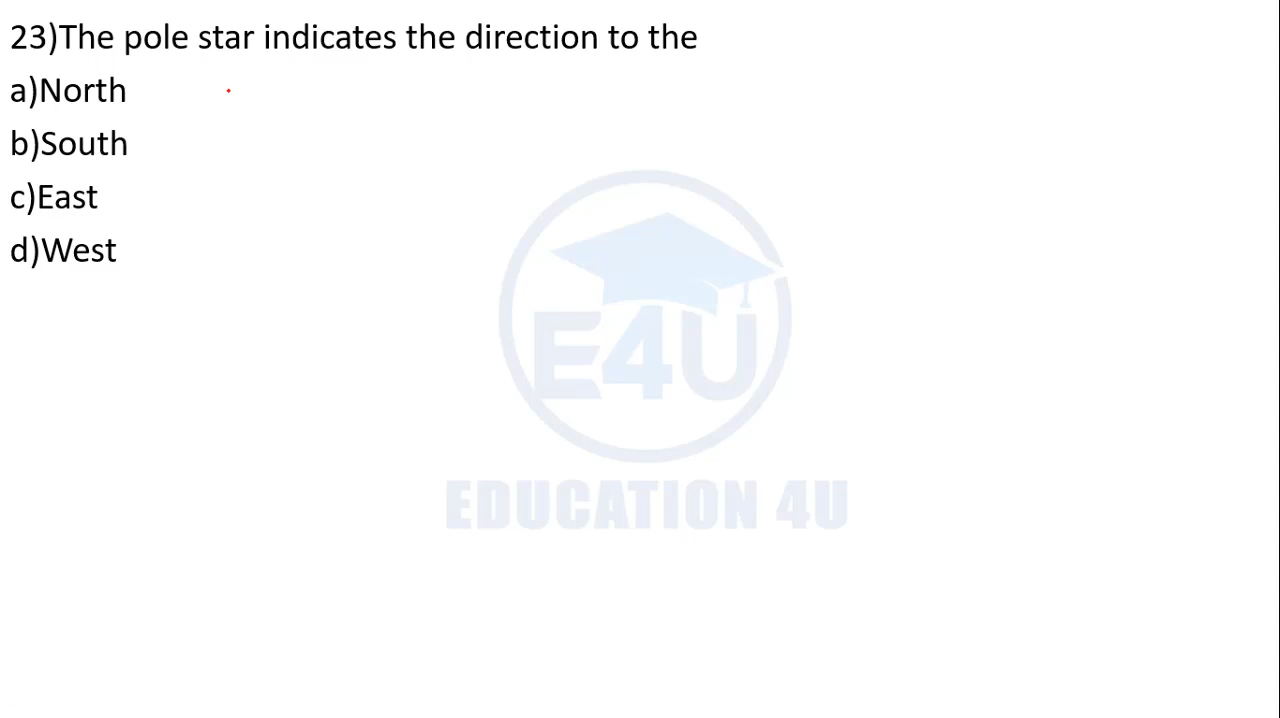 23)The pole star indicates the direction to the
a)North
b)South
c)East
d)West
E4U
EDUCATION 4U